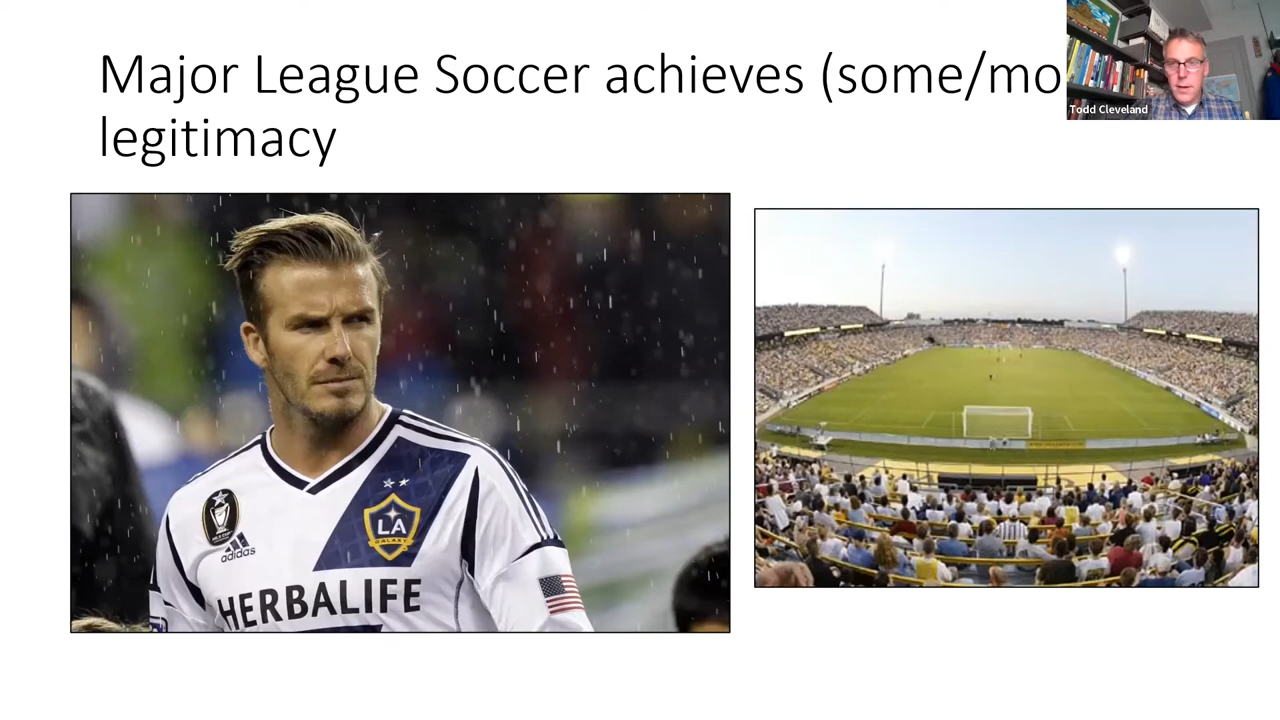 Major League Soccer achieves (some/mo
legitimacy
Todd Cleveland
LA
GALAXY
adidas
HERBALIFE